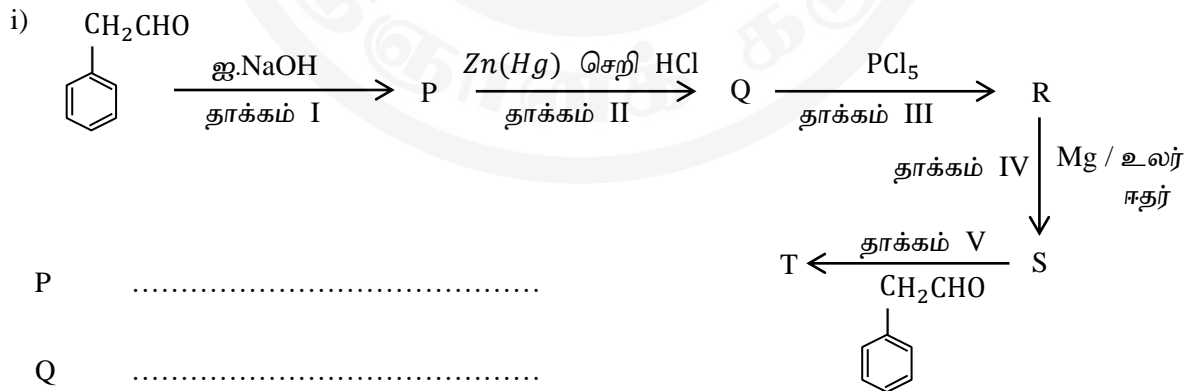 i)
CH₂CHO
ஐ.NaOH
தாக்கம் I
P
Zn(Hg) செறி HCl
தாக்கம் II
Q
PCl₅
தாக்கம் III
R
தாக்கம் IV
Mg / உலர்
ஈதர்
T
தாக்கம் V
S
CH₂CHO
P ..........................................
Q ..........................................